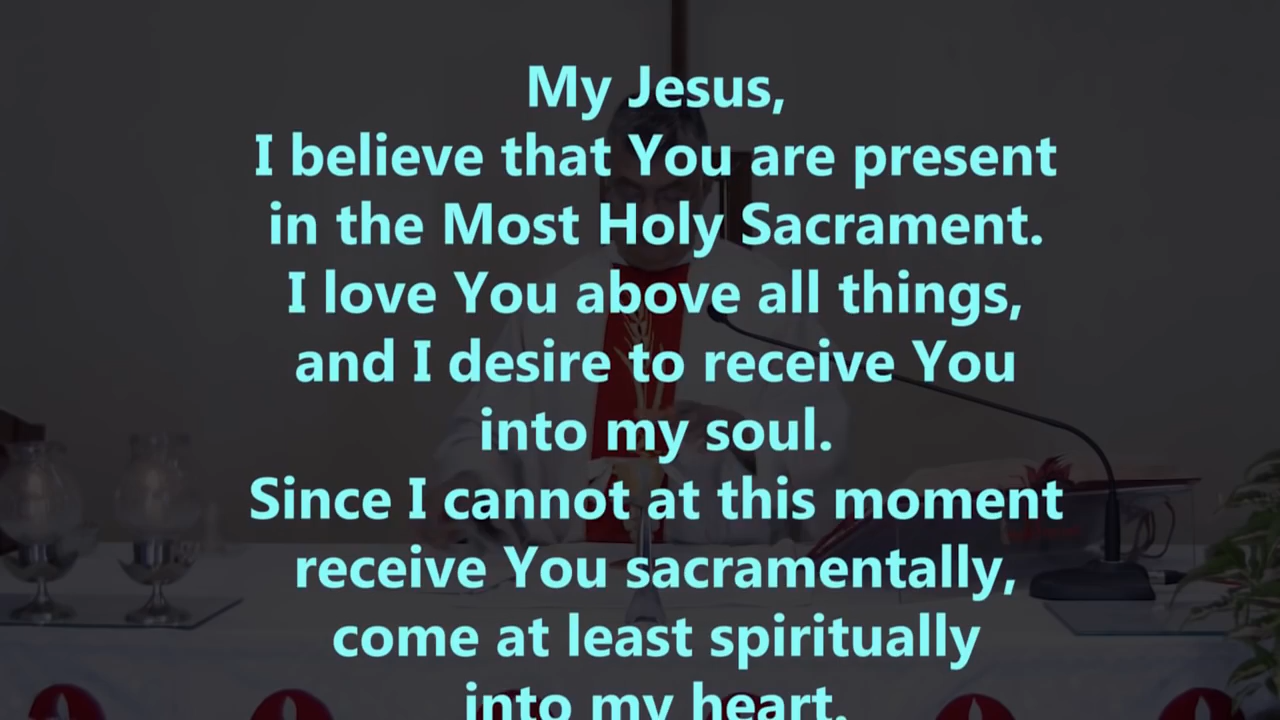 My Jesus,
I believe that You are present
in the Most Holy Sacrament.
I love You above all things,
and I desire to receive You
into my soul.
Since I cannot at this moment
receive You sacramentally,
come at least spiritually
into my heart.